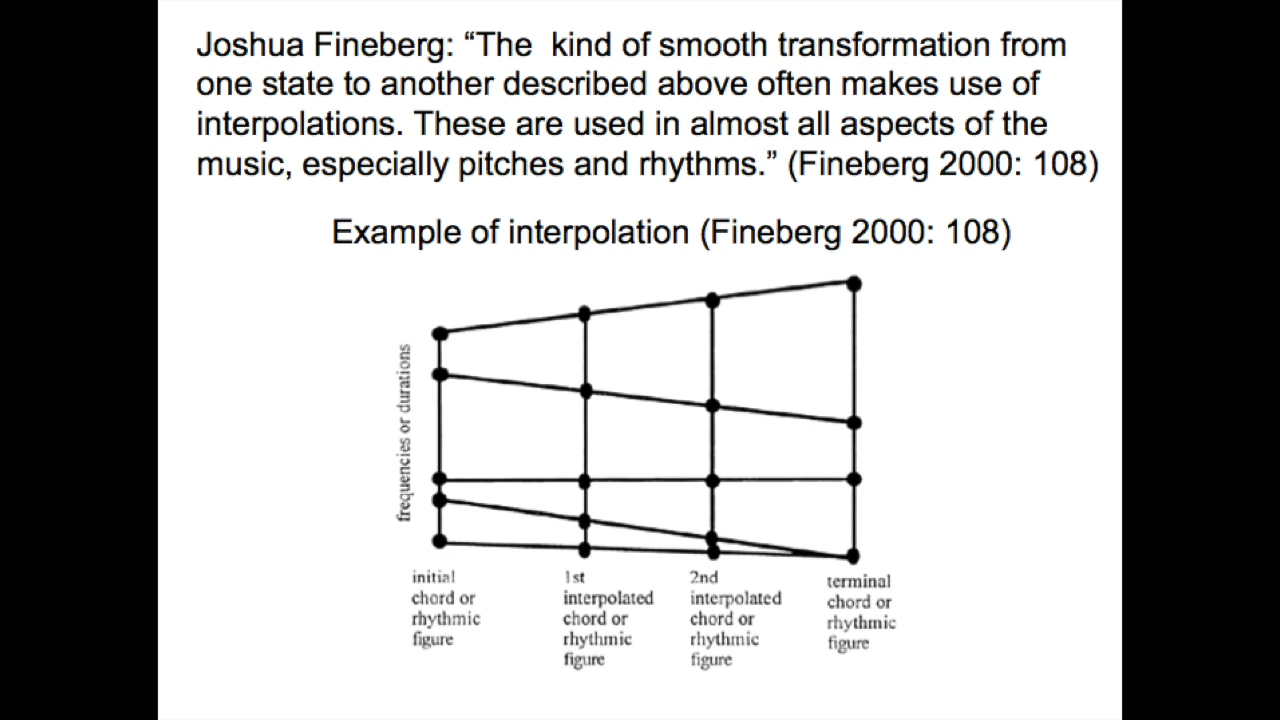 Joshua Fineberg: “The  kind of smooth transformation from
one state to another described above often makes use of
interpolations. These are used in almost all aspects of the
music, especially pitches and rhythms.” (Fineberg 2000: 108)
Example of interpolation (Fineberg 2000: 108)
frequencies or durations
initial
chord or
rhythmic
figure
1st
interpolated
chord or
rhythmic
figure
2nd
interpolated
chord or
rhythmic
figure
terminal
chord or
rhythmic
figure